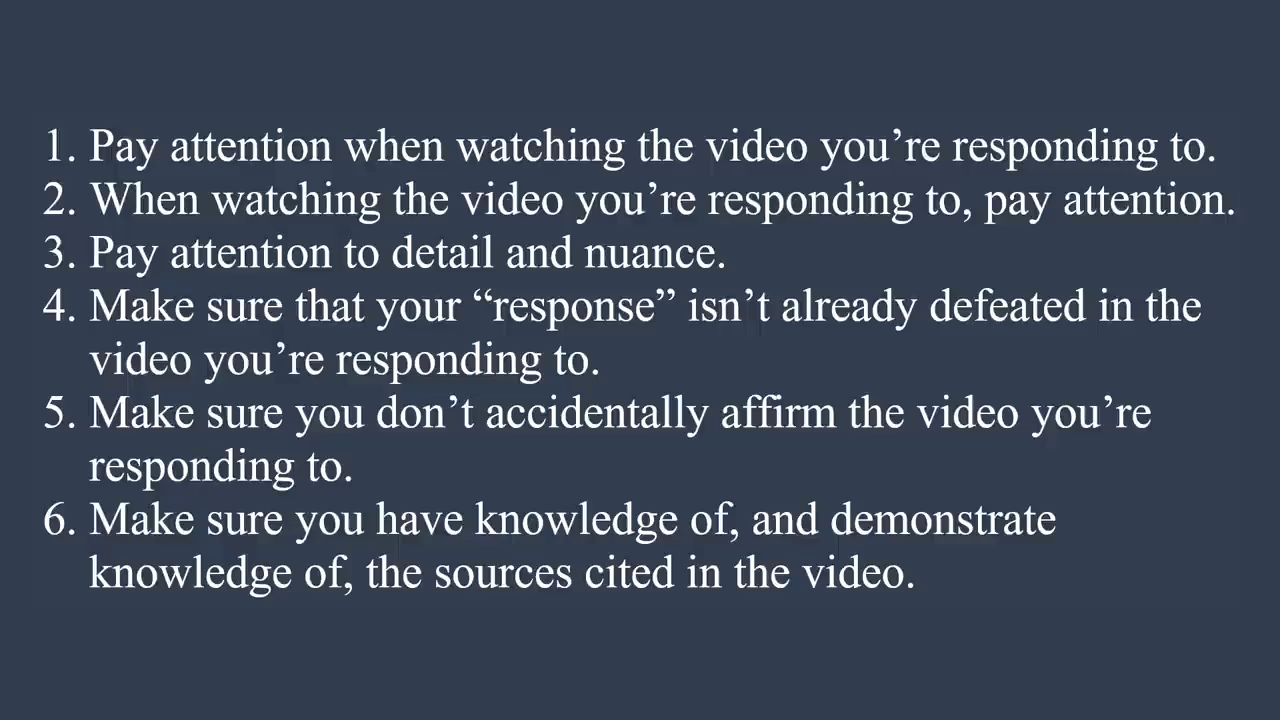 1. Pay attention when watching the video you’re responding to.
2. When watching the video you’re responding to, pay attention.
3. Pay attention to detail and nuance.
4. Make sure that your “response” isn’t already defeated in the
video you’re responding to.
5. Make sure you don’t accidentally affirm the video you’re
responding to.
6. Make sure you have knowledge of, and demonstrate
knowledge of, the sources cited in the video.